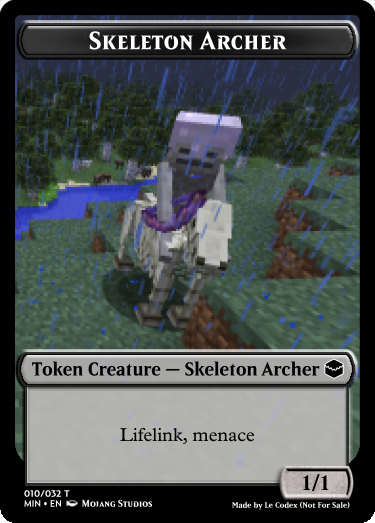 Skeleton Archer
Token Creature — Skeleton Archer
Lifelink, menace
1/1
010/032 T
MIN • EN Mojang Studios
Made by Le Codex (Not For Sale)